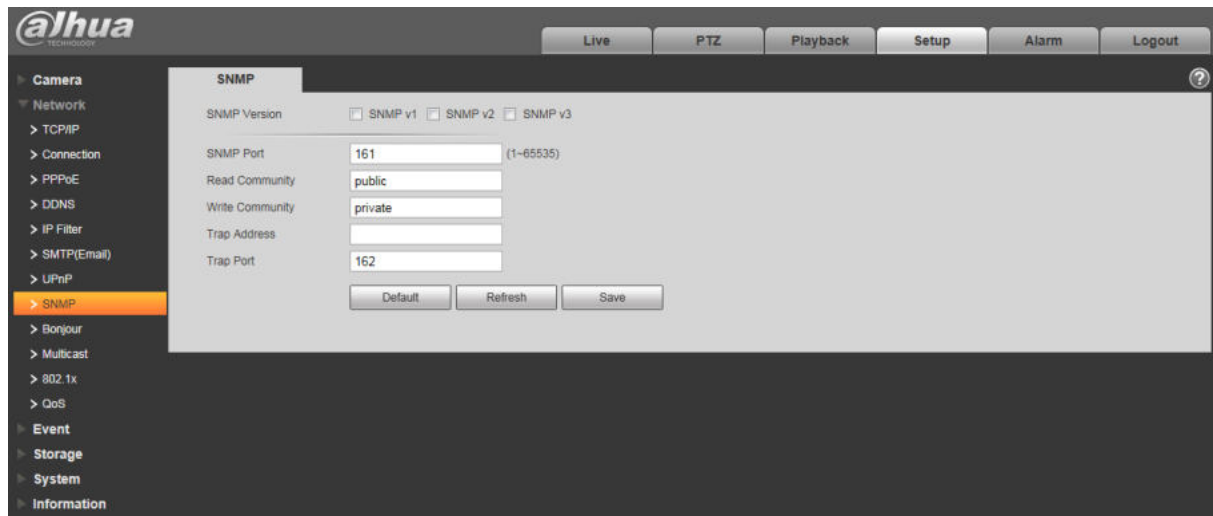 alhua
TECHNOLOGY
Live PTZ Playback Setup Alarm Logout
Camera
Network
> TCP/IP
> Connection
> PPPoE
> DDNS
> IP Filter
> SMTP(Email)
> UPnP
> SNMP
> Bonjour
> Multicast
> 802.1x
> QoS
Event
Storage
System
Information
SNMP ?
SNMP Version SNMP v1 SNMP v2 SNMP v3
SNMP Port 161 (1~65535)
Read Community public
Write Community private
Trap Address
Trap Port 162
Default Refresh Save